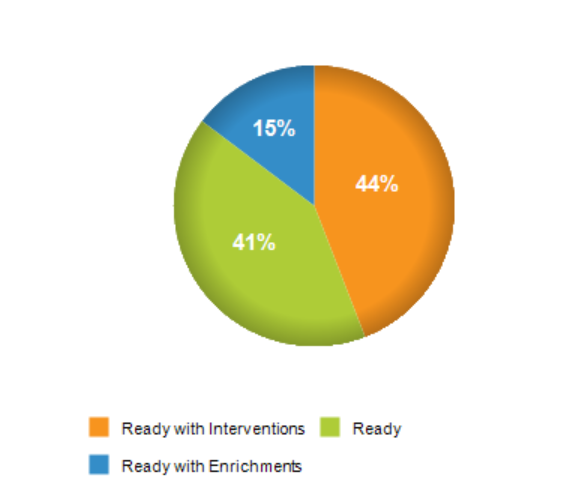 15%
44%
41%
Ready with Interventions
Ready
Ready with Enrichments